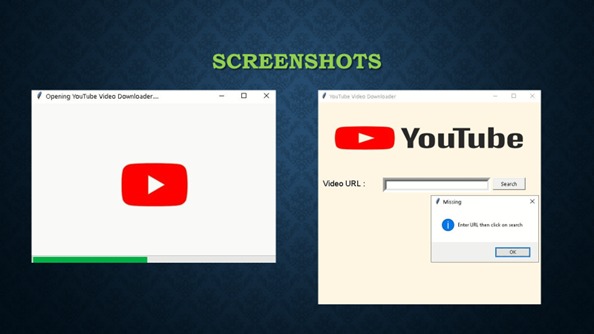 SCREENSHOTS
Opening YouTube Video Downloader....
YouTube Video Downloader
YouTube
Video URL :
Search
Missing
Enter URL then click on search
OK